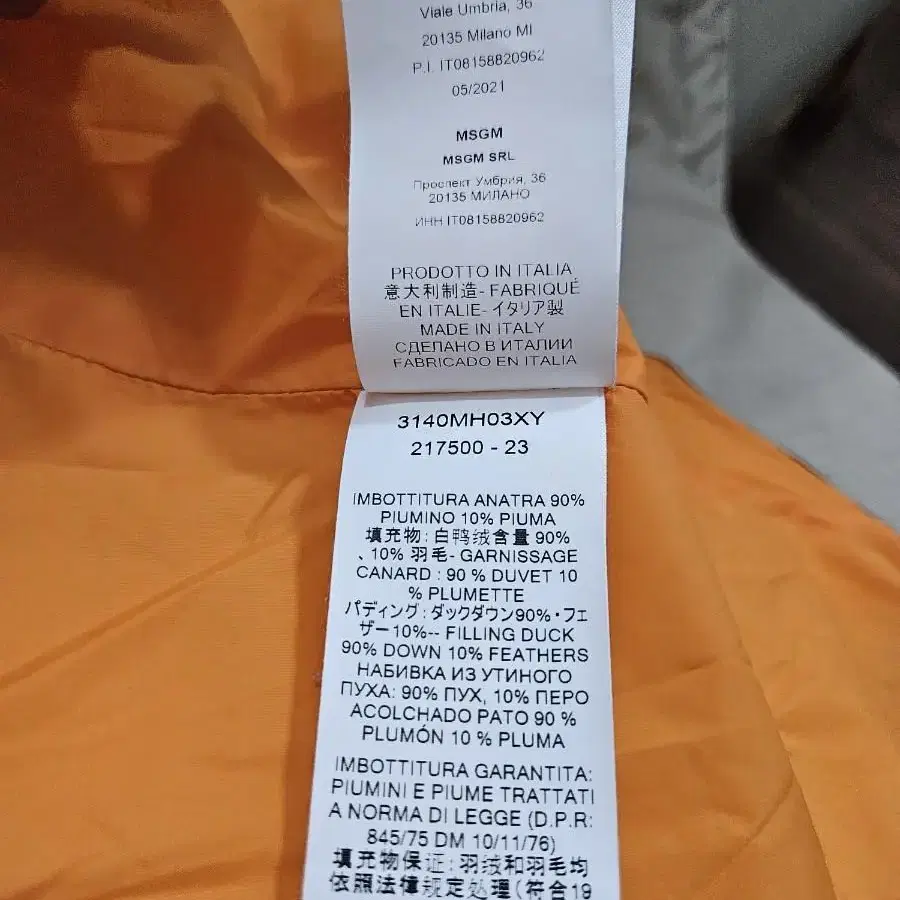 Viale Umbria, 36
20135 Milano MI
P.I. IT08158820962
05/2021
MSGM
MSGM SRL
Проспект Умбрия, 36
20135 МИЛАНО
ИНН IT08158820962
PRODOTTO IN ITALIA
意大利制造- FABRIQUÉ
EN ITALIE- イタリア製
MADE IN ITALY
СДЕЛАНО В ИТАЛИИ
FABRICADO EN ITALIA
3140MH03XY
217500 - 23
IMBOTTITURA ANATRA 90%
PIUMINO 10% PIUMA
填充物: 白鸭绒含量 90%
、10% 羽毛- GARNISSAGE
CANARD : 90 % DUVET 10
% PLUMETTE
パディング : ダックダウン90%・フェ
ザー10%-- FILLING DUCK
90% DOWN 10% FEATHERS
НАБИВКА ИЗ УТИНОГО
ПУХА: 90% ПУХ, 10% ПЕРО
ACOLCHADO PATO 90 %
PLUMÓN 10 % PLUMA
IMBOTTITURA GARANTITA:
PIUMINI E PIUME TRATTATI
A NORMA DI LEGGE (D.P.R:
845/75 DM 10/11/76)
填充物保证: 羽绒和羽毛均
依照法律规定处理 (符合19